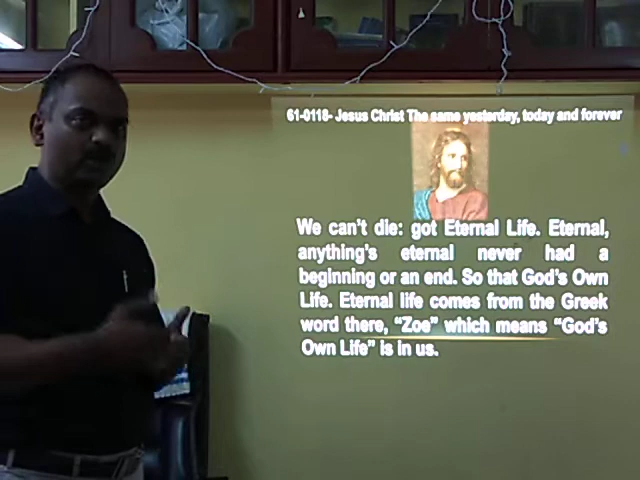 61-0118- Jesus Christ The same yesterday, today and forever
We can't die: got Eternal Life. Eternal,
anything's eternal never had a
beginning or an end. So that God's Own
Life. Eternal life comes from the Greek
word there, "Zoe" which means "God's
Own Life" is in us.